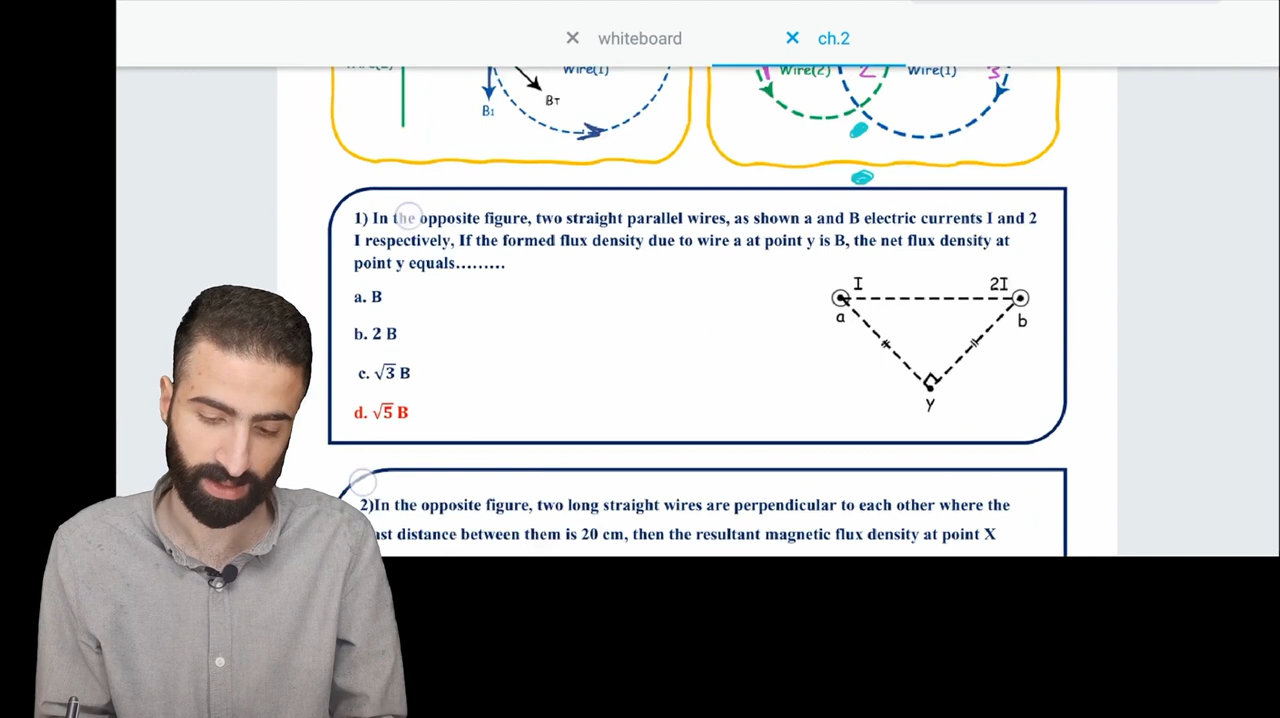 whiteboard
ch.2
Wire(1)
B1
BT
Wire(2)
2
Wire(1)
3
1) In the opposite figure, two straight parallel wires, as shown a and B electric currents I and 2
I respectively, If the formed flux density due to wire a at point y is B, the net flux density at
point y equals.........
a. B
b. 2 B
c. √3 B
d. √5 B
I
2I
a
b
y
2)In the opposite figure, two long straight wires are perpendicular to each other where the
distance between them is 20 cm, then the resultant magnetic flux density at point X